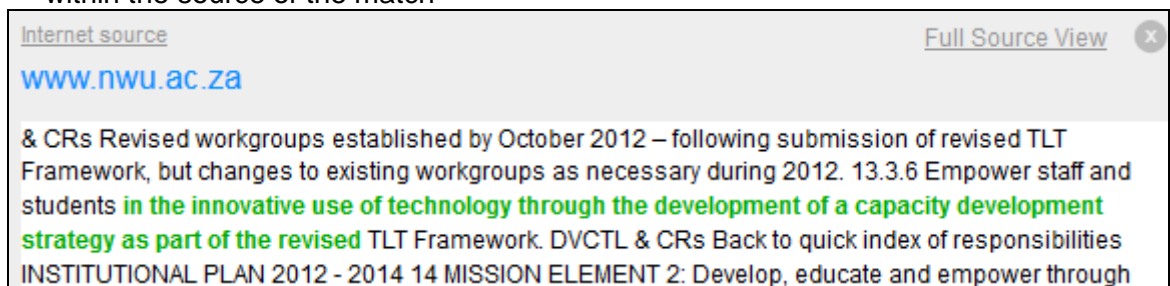 within the source of the match
Internet source Full Source View x
www.nwu.ac.za
& CRs Revised workgroups established by October 2012 – following submission of revised TLT
Framework, but changes to existing workgroups as necessary during 2012. 13.3.6 Empower staff and
students in the innovative use of technology through the development of a capacity development
strategy as part of the revised TLT Framework. DVCTL & CRs Back to quick index of responsibilities
INSTITUTIONAL PLAN 2012 - 2014 14 MISSION ELEMENT 2: Develop, educate and empower through